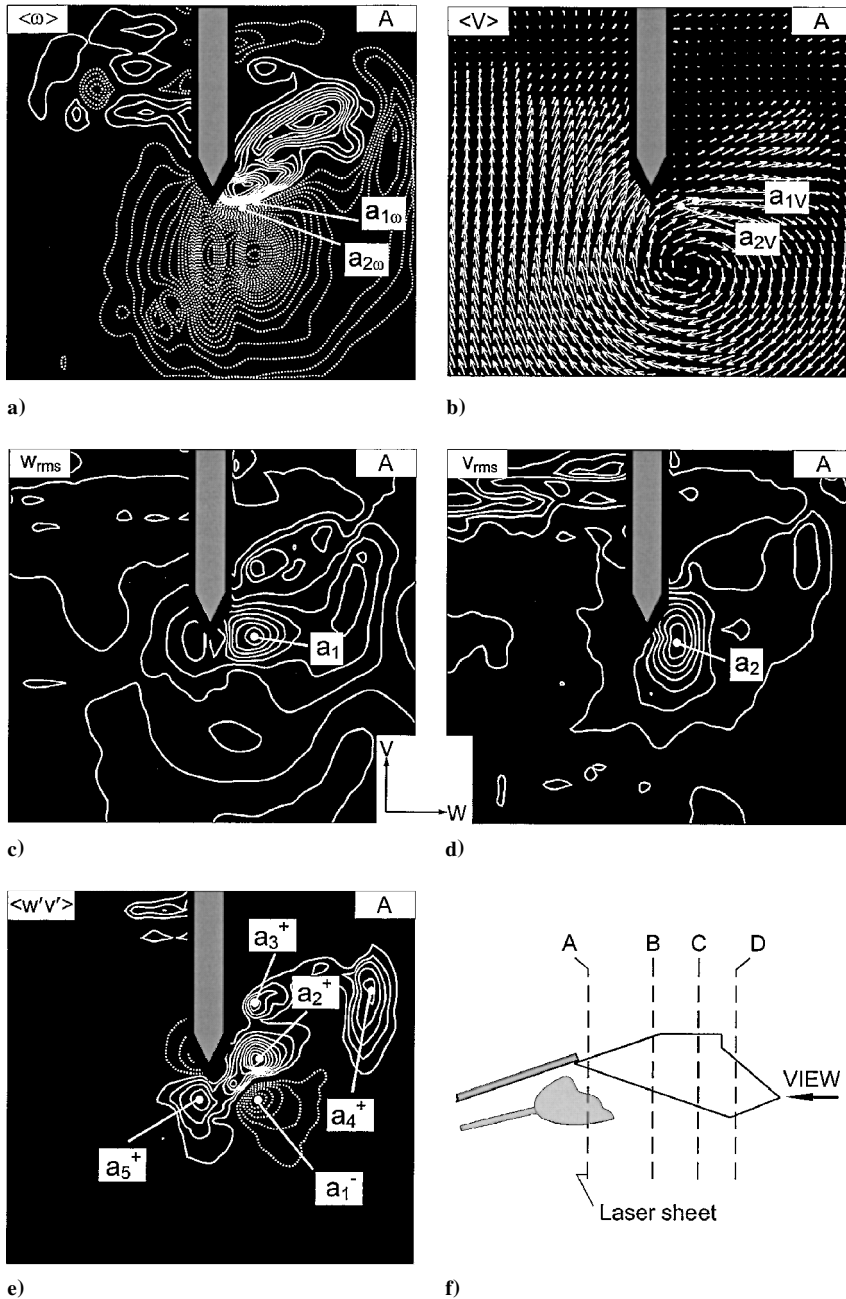 <ω> A
a1ω
a2ω
a)
<V> A
a1V
a2V
b)
wrms A
a1
c)
vrms A
a2
d)
V
W
<w'v'> A
a3+
a2+
a4+
a5+
a1-
e)
A B C D
VIEW
Laser sheet
f)